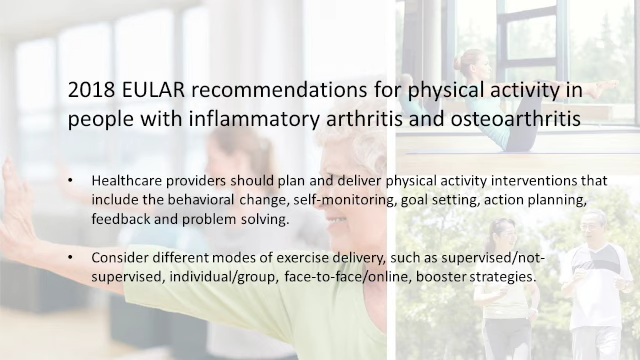 2018 EULAR recommendations for physical activity in
people with inflammatory arthritis and osteoarthritis
• Healthcare providers should plan and deliver physical activity interventions that
include the behavioral change, self-monitoring, goal setting, action planning,
feedback and problem solving.
• Consider different modes of exercise delivery, such as supervised/not-
supervised, individual/group, face-to-face/online, booster strategies.